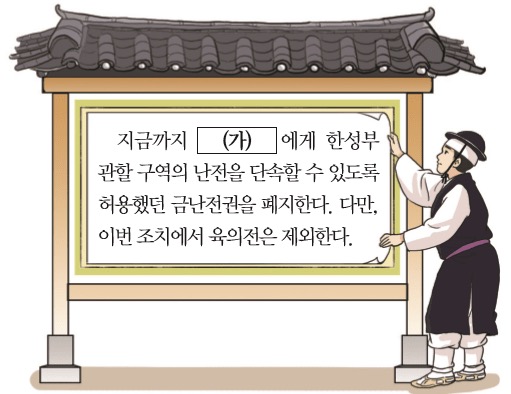 지금까지 (가) 에게 한성부
관할 구역의 난전을 단속할 수 있도록
허용했던 금난전권을 폐지한다. 다만,
이번 조치에서 육의전은 제외한다.